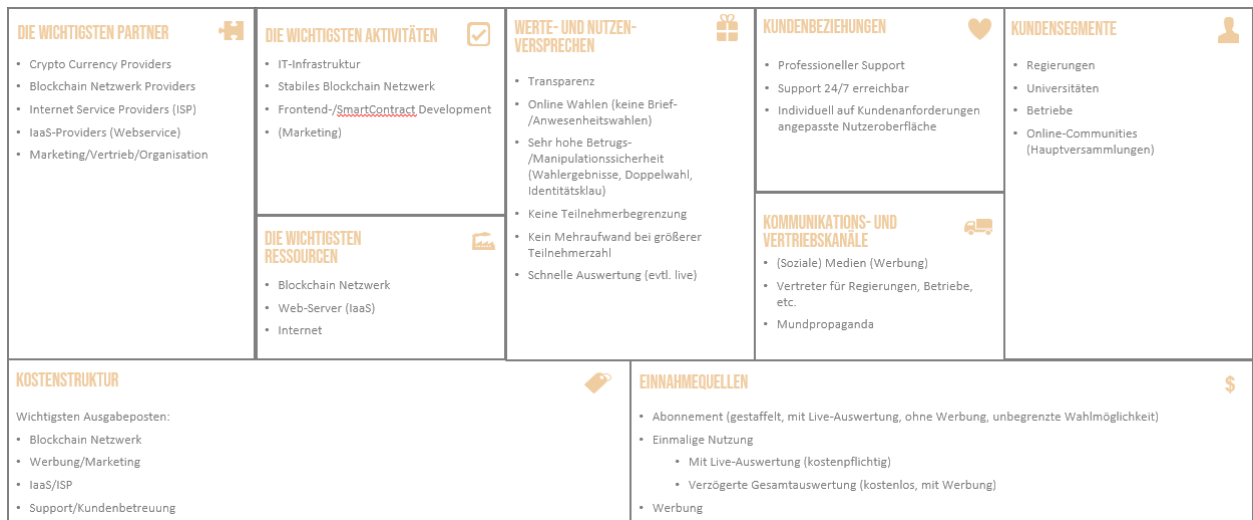 DIE WICHTIGSTEN PARTNER
• Crypto Currency Providers
• Blockchain Network Providers
• Internet Service Providers (ISP)
• IaaS-Providers (Webservice)
• Marketing/Vertrieb/Organisation
DIE WICHTIGSTEN AKTIVITÄTEN
• IT-Infrastruktur
• Stabiles Blockchain Netzwerk
• Frontend-/SmartContract Development
• (Marketing)
DIE WICHTIGSTEN
RESSOURCEN
• Blockchain Netzwerk
• Web-Server (IaaS)
• Internet
WERTE- UND NUTZEN-
VERSPRECHEN
• Transparenz
• Online Wahlen (keine Brief-
/Anwesenheitswahlen)
• Sehr hohe Betrugs-
/Manipulationssicherheit
(Wahlergebnisse, Doppelwahl,
Identitätsklau)
• Keine Teilnehmerbegrenzung
• Kein Mehraufwand bei größerer
Teilnehmerzahl
• Schnelle Auswertung (evtl. live)
KUNDENBEZIEHUNGEN
• Professioneller Support
• Support 24/7 erreichbar
• Individuell auf Kundenanforderungen
angepasste Nutzeroberfläche
KOMMUNIKATIONS- UND
VERTRIEBSKANÄLE
• (Soziale) Medien (Werbung)
• Vertreter für Regierungen, Betriebe,
etc.
• Mundpropaganda
KUNDENSEGMENTE
• Regierungen
• Universitäten
• Betriebe
• Online-Communities
(Hauptversammlungen)
KOSTENSTRUKTUR
Wichtigsten Ausgabeposten:
• Blockchain Netzwerk
• Werbung/Marketing
• IaaS/ISP
• Support/Kundenbetreuung
EINNAHMEQUELLEN
$
• Abonnement (gestaffelt, mit Live-Auswertung, ohne Werbung, unbegrenzte Wahlmöglichkeit)
• Einmalige Nutzung
• Mit Live-Auswertung (kostenpflichtig)
• Verzögerte Gesamtauswertung (kostenlos, mit Werbung)
• Werbung